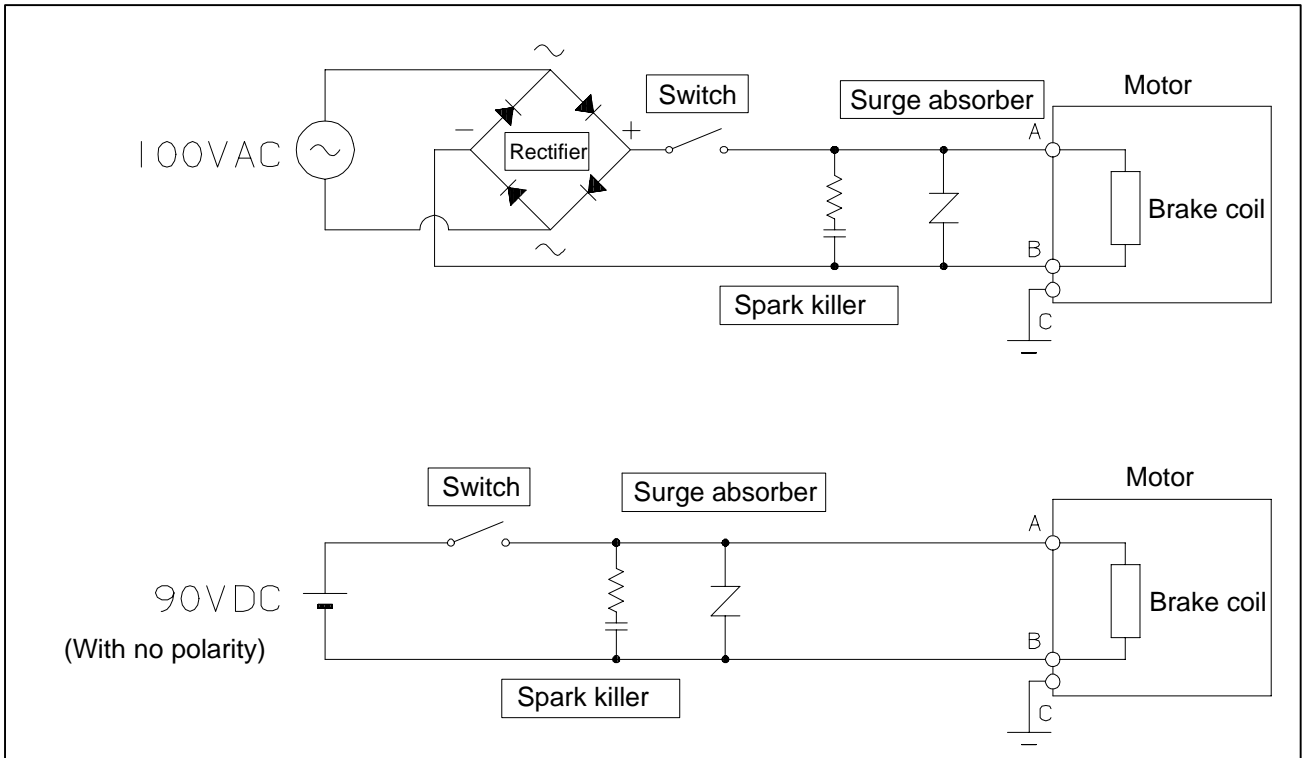 Switch
Surge absorber
Motor
100VAC
Rectifier
− +
A
Brake coil
B
Spark killer
C
Switch
Surge absorber
Motor
A
90VDC
Brake coil
(With no polarity)
B
Spark killer
C